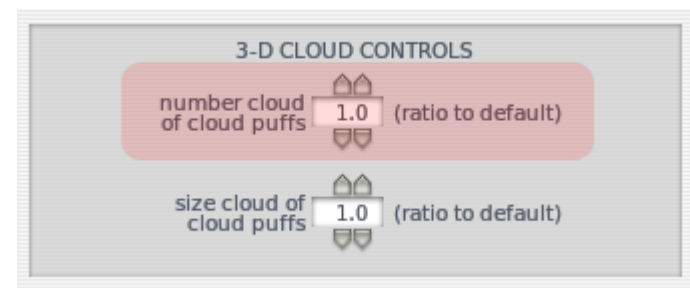 3-D CLOUD CONTROLS
number cloud
of cloud puffs 1.0 (ratio to default)
size cloud of
cloud puffs 1.0 (ratio to default)